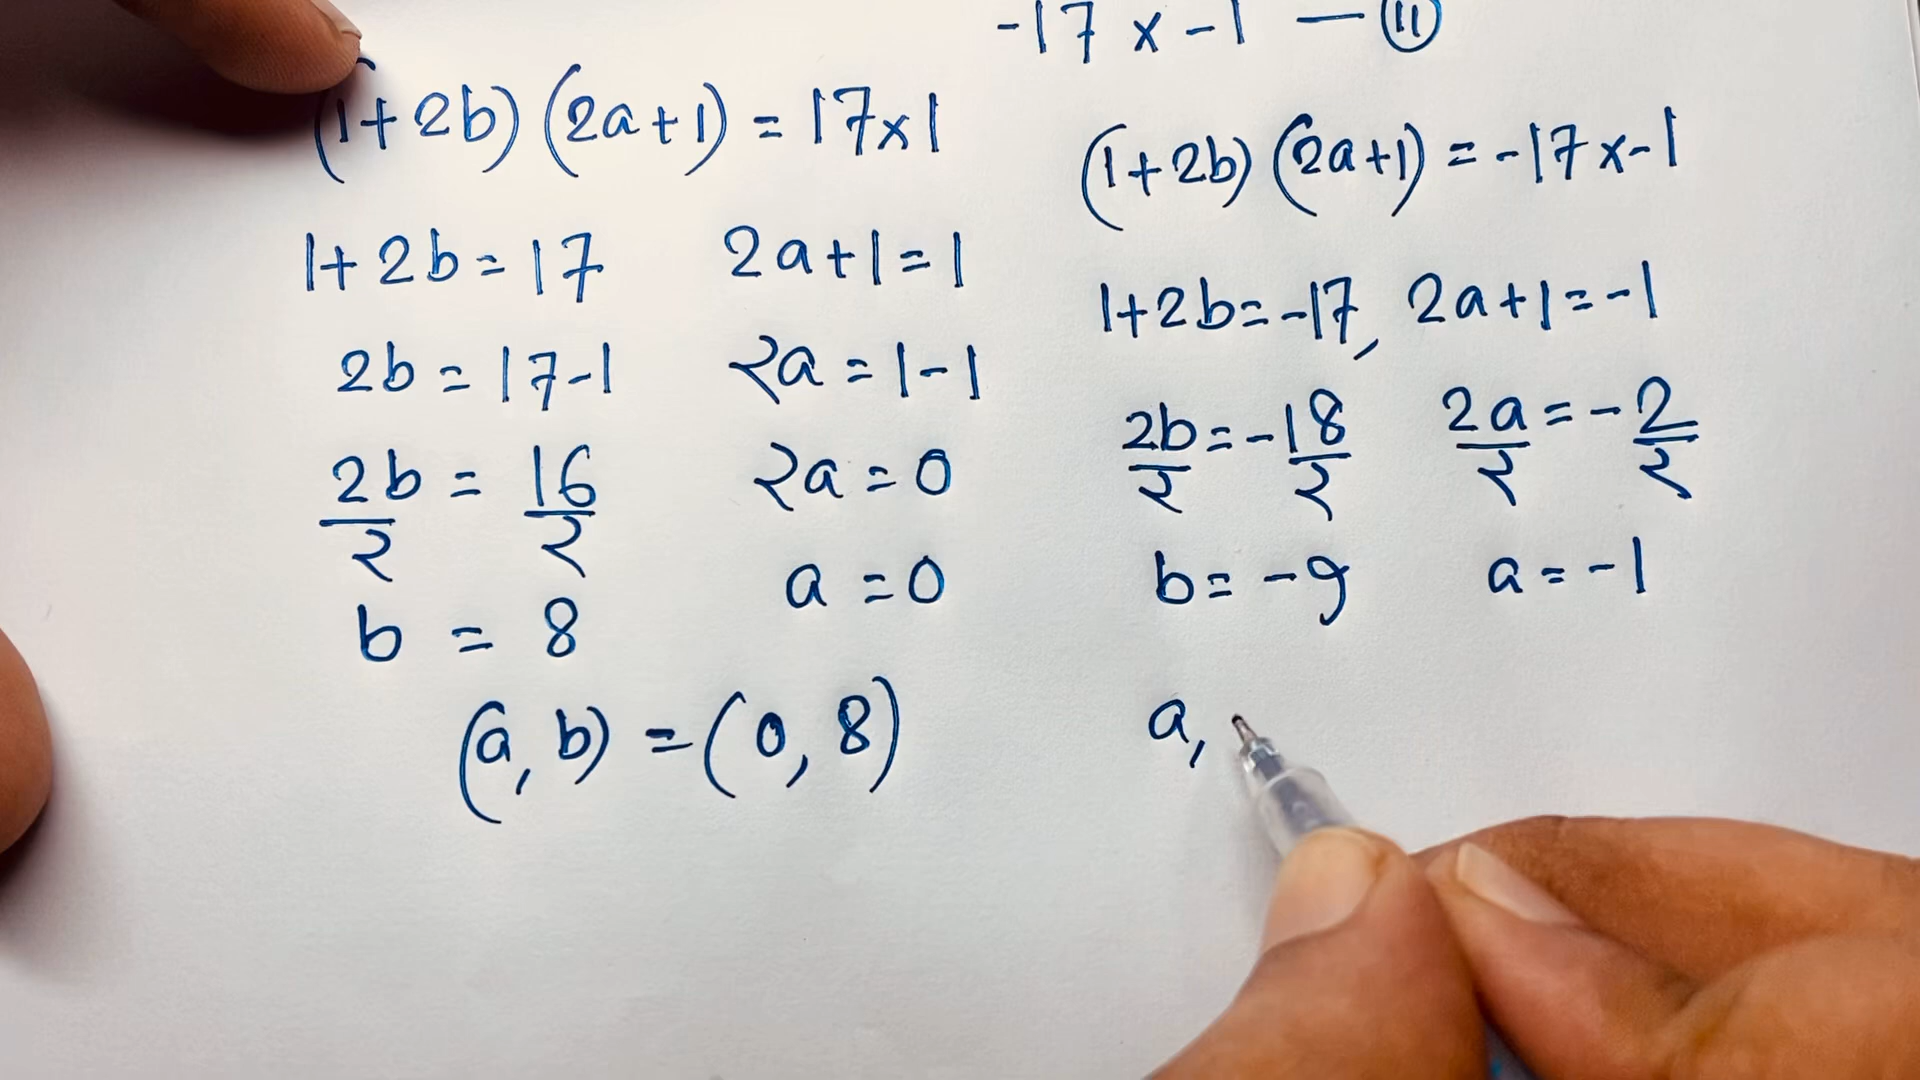 -17 x -1 — (11)
(1+2b) (2a+1) = 17x1
1+2b = 17 2a+1 = 1
2b = 17-1 2a = 1-1
2b/2 = 16/2 2a = 0
b = 8 a = 0
(a, b) = (0, 8)
(1+2b) (2a+1) = -17x-1
1+2b = -17, 2a+1 = -1
2b/2 = -18/2 2a/2 = -2/2
b = -9 a = -1
a,